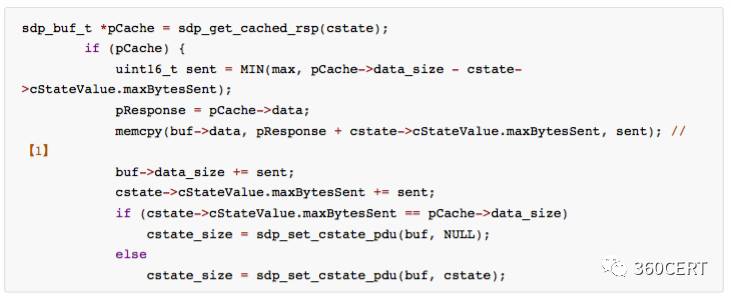 sdp_buf_t *pCache = sdp_get_cached_rsp(cstate);
if (pCache) {
uint16_t sent = MIN(max, pCache->data_size - cstate-
>cStateValue.maxBytesSent);
pResponse = pCache->data;
memcpy(buf->data, pResponse + cstate->cStateValue.maxBytesSent, sent); //
【1】
buf->data_size += sent;
cstate->cStateValue.maxBytesSent += sent;
if (cstate->cStateValue.maxBytesSent == pCache->data_size)
cstate_size = sdp_set_cstate_pdu(buf, NULL);
else
cstate_size = sdp_set_cstate_pdu(buf, cstate);
360CERT